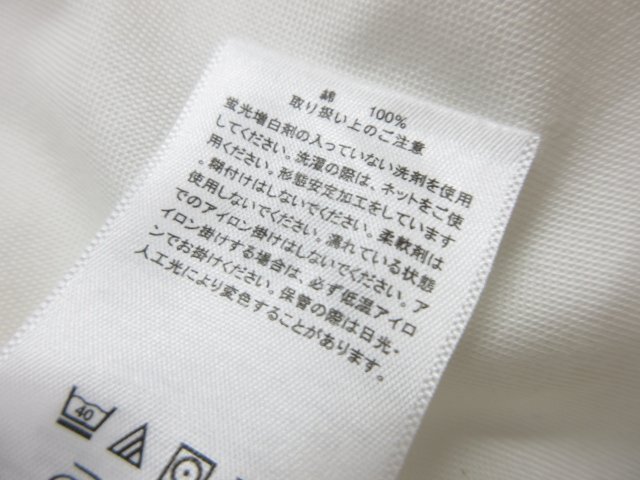 綿 100%
取り扱い上のご注意
蛍光増白剤の入っていない洗剤を使用
してください。洗濯の際は、ネットをご使
用ください。形態安定加工をしています
。糊付けはしないでください。柔軟剤は
使用しないでください。濡れている状態
でのアイロン掛けはしないでください。ア
イロン掛けする場合は、必ず低温アイロ
ンでお掛けください。保管の際は日光・
人工光により変色することがあります。
40